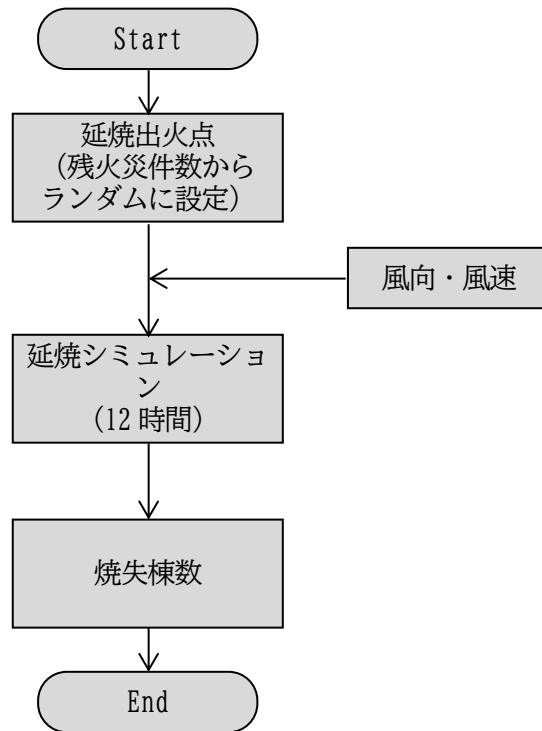 Start
延焼出火点
（残火災件数から
ランダムに設定）
風向・風速
延焼シミュレーショ
ン
（12 時間）
焼失棟数
End